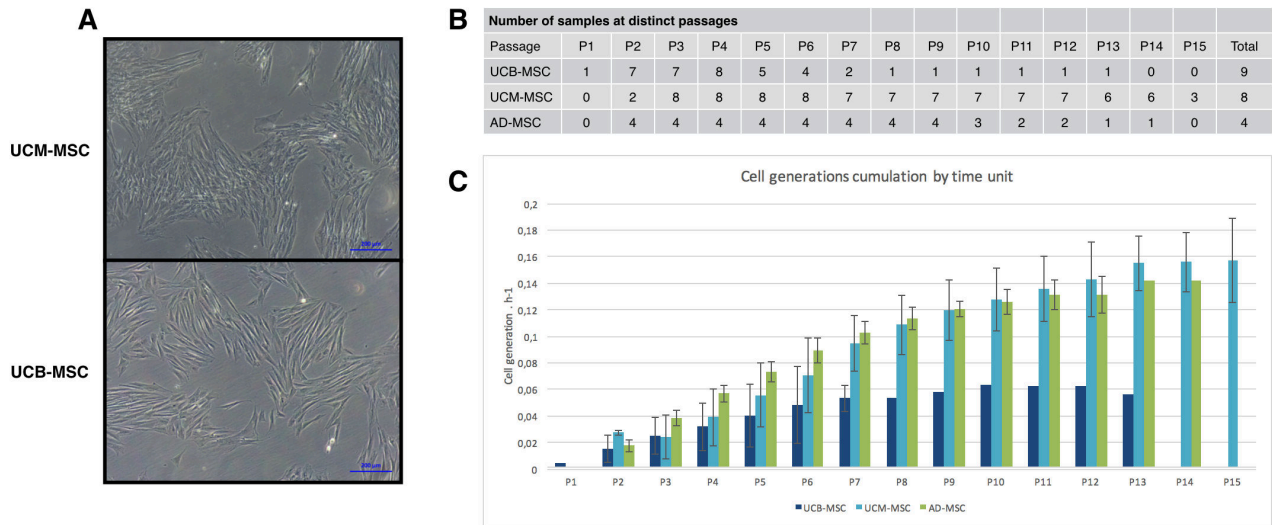 A
UCM-MSC
200 µm
UCB-MSC
200 µm
B
Number of samples at distinct passages
Passage P1 P2 P3 P4 P5 P6 P7 P8 P9 P10 P11 P12 P13 P14 P15 Total
UCB-MSC 1 7 7 8 5 4 2 1 1 1 1 1 1 0 0 9
UCM-MSC 0 2 8 8 8 8 7 7 7 7 7 7 6 6 3 8
AD-MSC 0 4 4 4 4 4 4 4 4 3 2 2 1 1 0 4
C
Cell generations cumulation by time unit
Cell generation . h-1
0,2
0,18
0,16
0,14
0,12
0,1
0,08
0,06
0,04
0,02
0
P1 P2 P3 P4 P5 P6 P7 P8 P9 P10 P11 P12 P13 P14 P15
UCB-MSC UCM-MSC AD-MSC